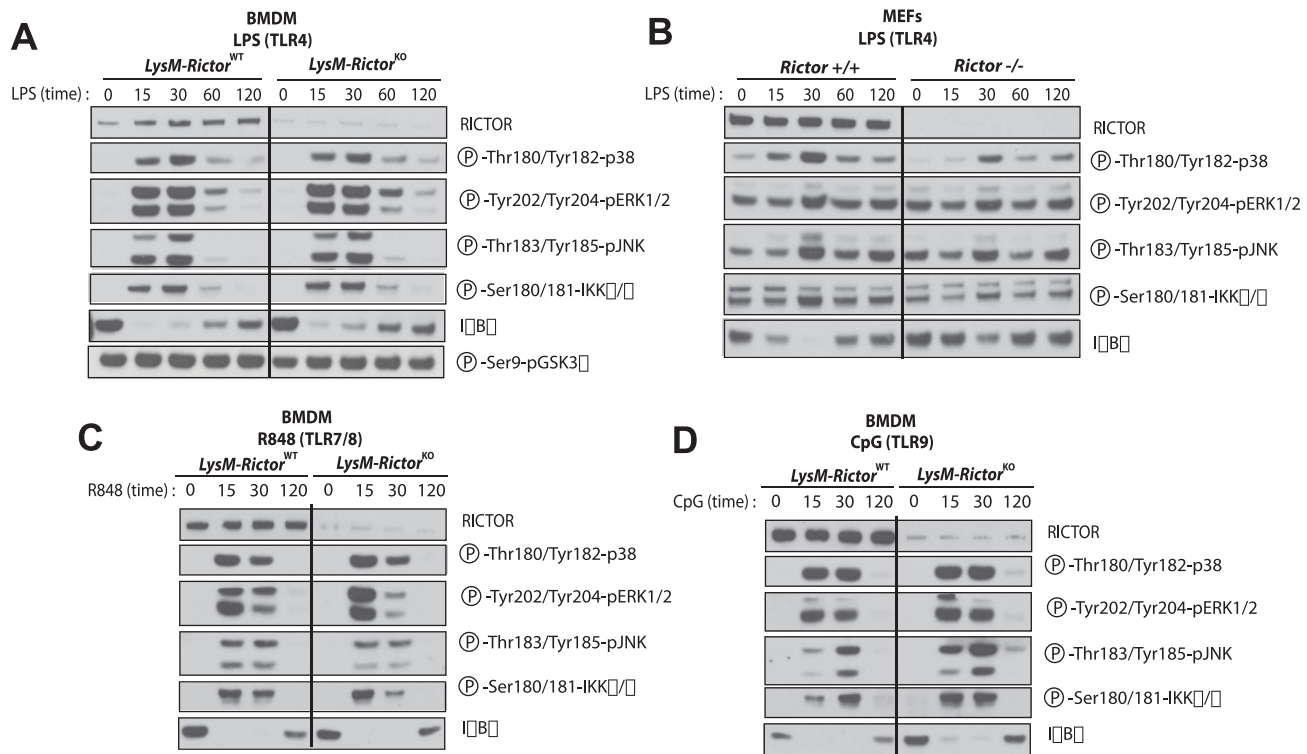 A
BMDM
LPS (TLR4)
LysM-Rictor^WT LysM-Rictor^KO
LPS (time) : 0 15 30 60 120 0 15 30 60 120
RICTOR
Ⓟ-Thr180/Tyr182-p38
Ⓟ-Tyr202/Tyr204-pERK1/2
Ⓟ-Thr183/Tyr185-pJNK
Ⓟ-Ser180/181-IKK▯/▯
I▯B▯
Ⓟ-Ser9-pGSK3▯
B
MEFs
LPS (TLR4)
Rictor +/+ Rictor -/-
LPS (time) : 0 15 30 60 120 0 15 30 60 120
RICTOR
Ⓟ-Thr180/Tyr182-p38
Ⓟ-Tyr202/Tyr204-pERK1/2
Ⓟ-Thr183/Tyr185-pJNK
Ⓟ-Ser180/181-IKK▯/▯
I▯B▯
C
BMDM
R848 (TLR7/8)
LysM-Rictor^WT LysM-Rictor^KO
R848 (time) : 0 15 30 120 0 15 30 120
RICTOR
Ⓟ-Thr180/Tyr182-p38
Ⓟ-Tyr202/Tyr204-pERK1/2
Ⓟ-Thr183/Tyr185-pJNK
Ⓟ-Ser180/181-IKK▯/▯
I▯B▯
D
BMDM
CpG (TLR9)
LysM-Rictor^WT LysM-Rictor^KO
CpG (time) : 0 15 30 120 0 15 30 120
RICTOR
Ⓟ-Thr180/Tyr182-p38
Ⓟ-Tyr202/Tyr204-pERK1/2
Ⓟ-Thr183/Tyr185-pJNK
Ⓟ-Ser180/181-IKK▯/▯
I▯B▯